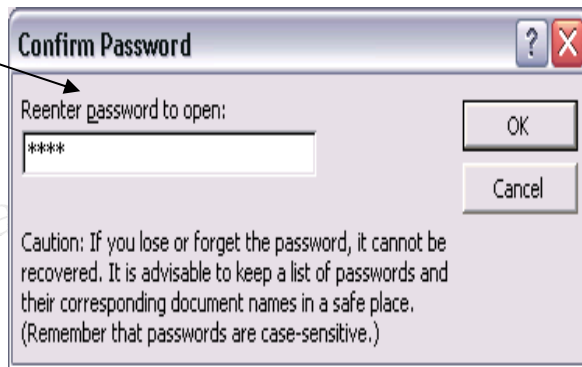 Confirm Password
?
X
Reenter password to open:
****
OK
Cancel
Caution: If you lose or forget the password, it cannot be
recovered. It is advisable to keep a list of passwords and
their corresponding document names in a safe place.
(Remember that passwords are case-sensitive.)